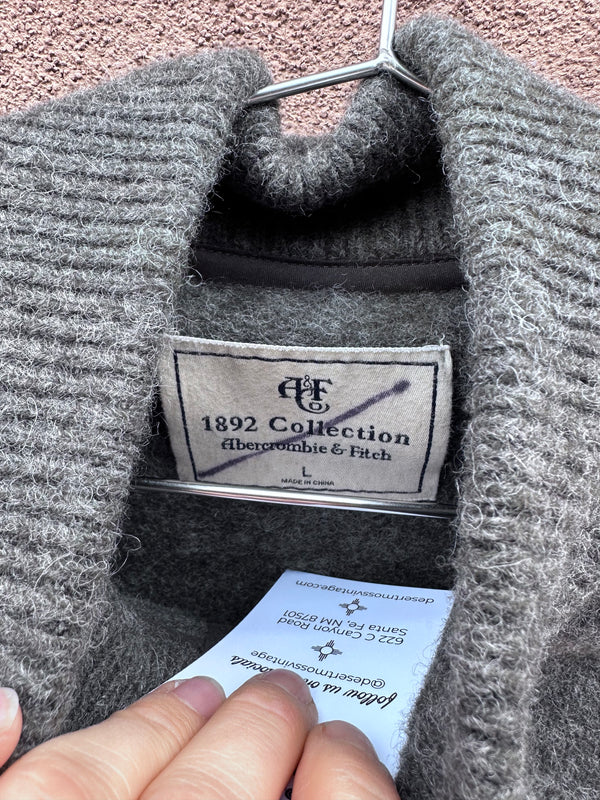 A&F
Co
1892 Collection
Abercrombie & Fitch
L
MADE IN CHINA
desertmossvintage.com
622 C Canyon Road
Santa Fe, NM 87501
@desertmossvintage
follow us on socials